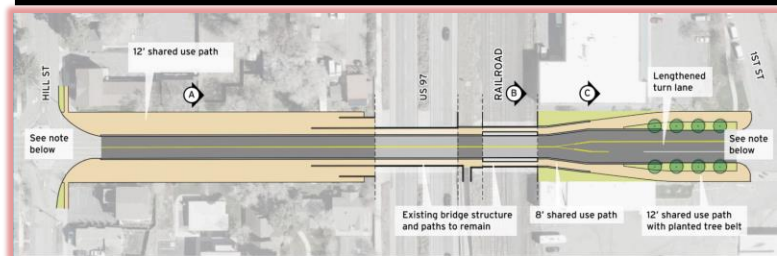 12' shared use path
HILL ST
A
US 97
RAILROAD
B
C
Lengthened
turn lane
1ST ST
See note
below
See note
below
Existing bridge structure
and paths to remain
8' shared use path
12' shared use path
with planted tree belt